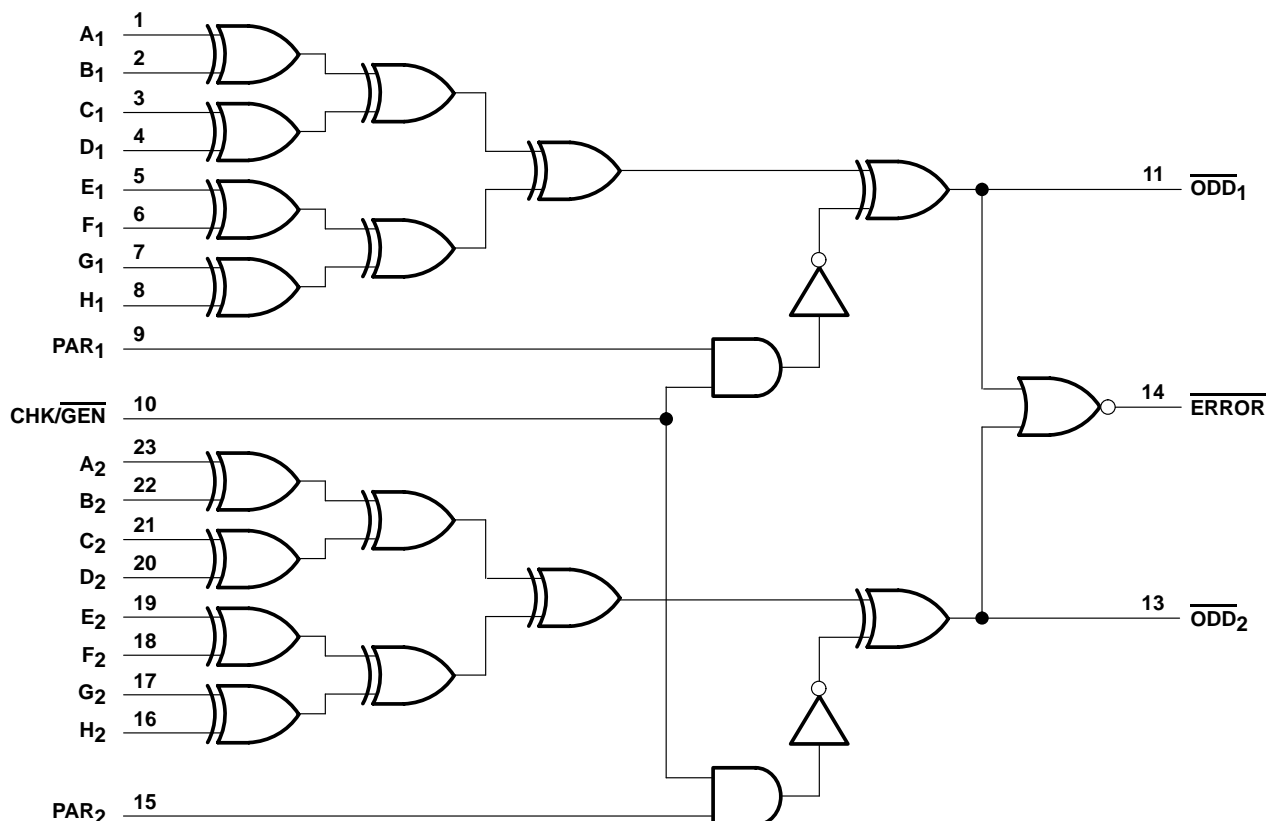 A1 1
B1 2
C1 3
D1 4
E1 5
F1 6
G1 7
H1 8
PAR1 9
CHK/GEN 10
A2 23
B2 22
C2 21
D2 20
E2 19
F2 18
G2 17
H2 16
PAR2 15
11 ODD1
14 ERROR
13 ODD2